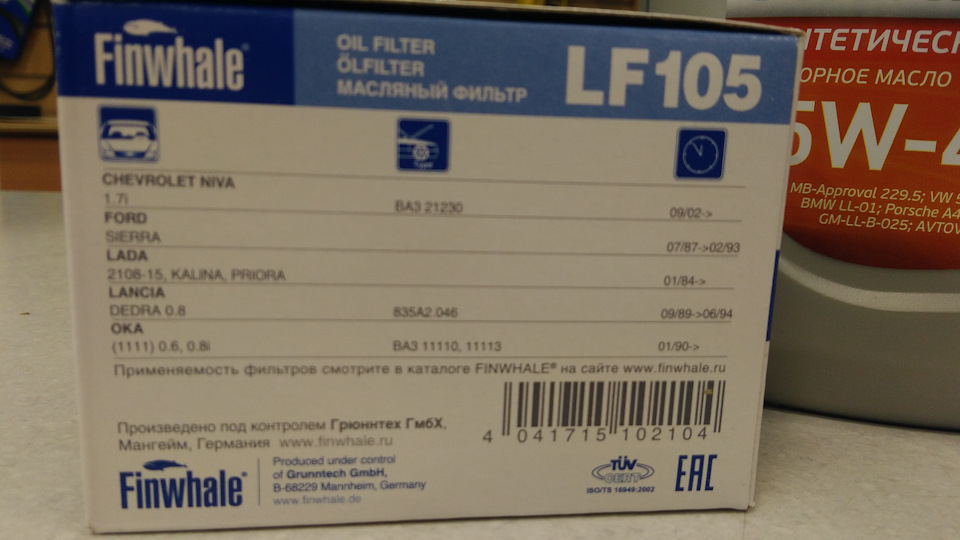 Finwhale®
OIL FILTER
ÖLFILTER
МАСЛЯНЫЙ ФИЛЬТР
LF105
Type
CHEVROLET NIVA
1.7i ВАЗ 21230 09/02->
FORD
SIERRA 07/87->02/93
LADA
2108-15, KALINA, PRIORA 01/84->
LANCIA
DEDRA 0.8 835A2.046 09/89->06/94
OKA
(1111) 0.6, 0.8i ВАЗ 11110, 11113 01/90->
Применяемость фильтров смотрите в каталоге FINWHALE® на сайте www.finwhale.ru
4 041715 102104
Произведено под контролем Грюннтех ГмбХ,
Мангейм, Германия www.finwhale.ru
Finwhale®
Produced under control
of Grunntech GmbH,
B-68229 Mannheim, Germany
www.finwhale.de
TÜV
CERT
ISO/TS 16949:2002
EAC
НТЕТИЧЕСК
ОРНОЕ МАСЛО
5W-4
MB-Approval 229.5; VW
BMW LL-01; Porsche A4
GM-LL-B-025; AVTOV